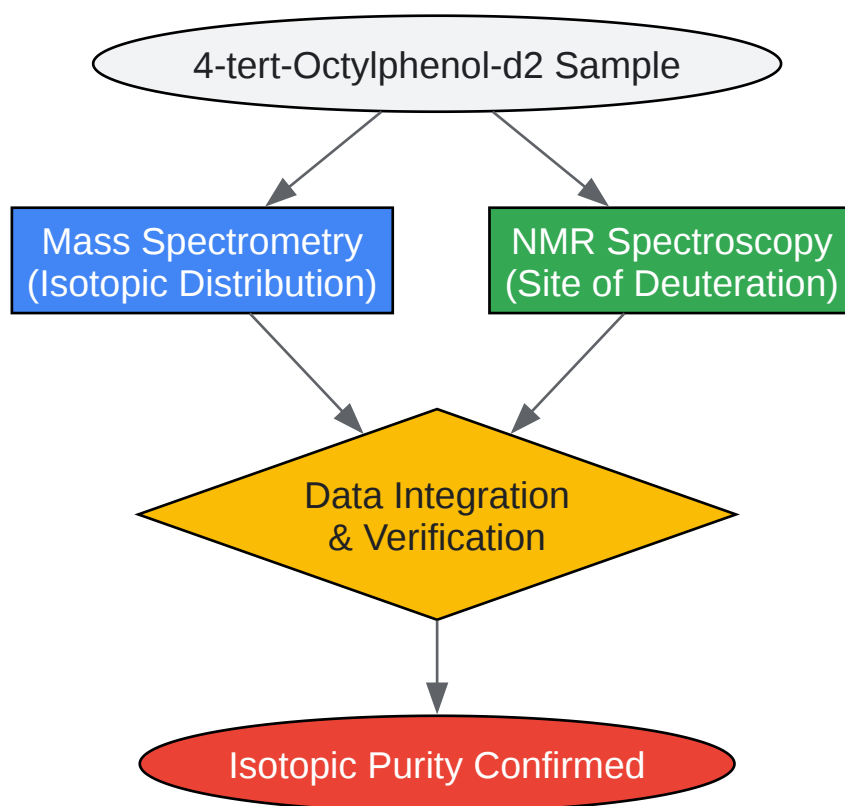 4-tert-Octylphenol-d2 Sample
Mass Spectrometry
(Isotopic Distribution)
NMR Spectroscopy
(Site of Deuteration)
Data Integration
& Verification
Isotopic Purity Confirmed